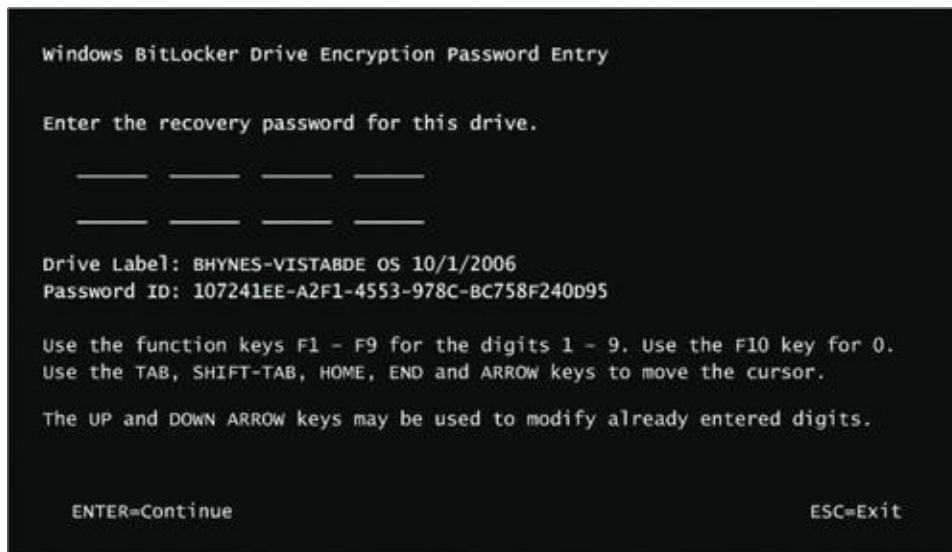 Windows BitLocker Drive Encryption Password Entry
Enter the recovery password for this drive.
Drive Label: BHYNES-VISTABDE OS 10/1/2006
Password ID: 107241EE-A2F1-4553-978C-BC758F240D95
Use the function keys F1 – F9 for the digits 1 – 9. Use the F10 key for 0.
Use the TAB, SHIFT-TAB, HOME, END and ARROW keys to move the cursor.
The UP and DOWN ARROW keys may be used to modify already entered digits.
ENTER=Continue ESC=Exit